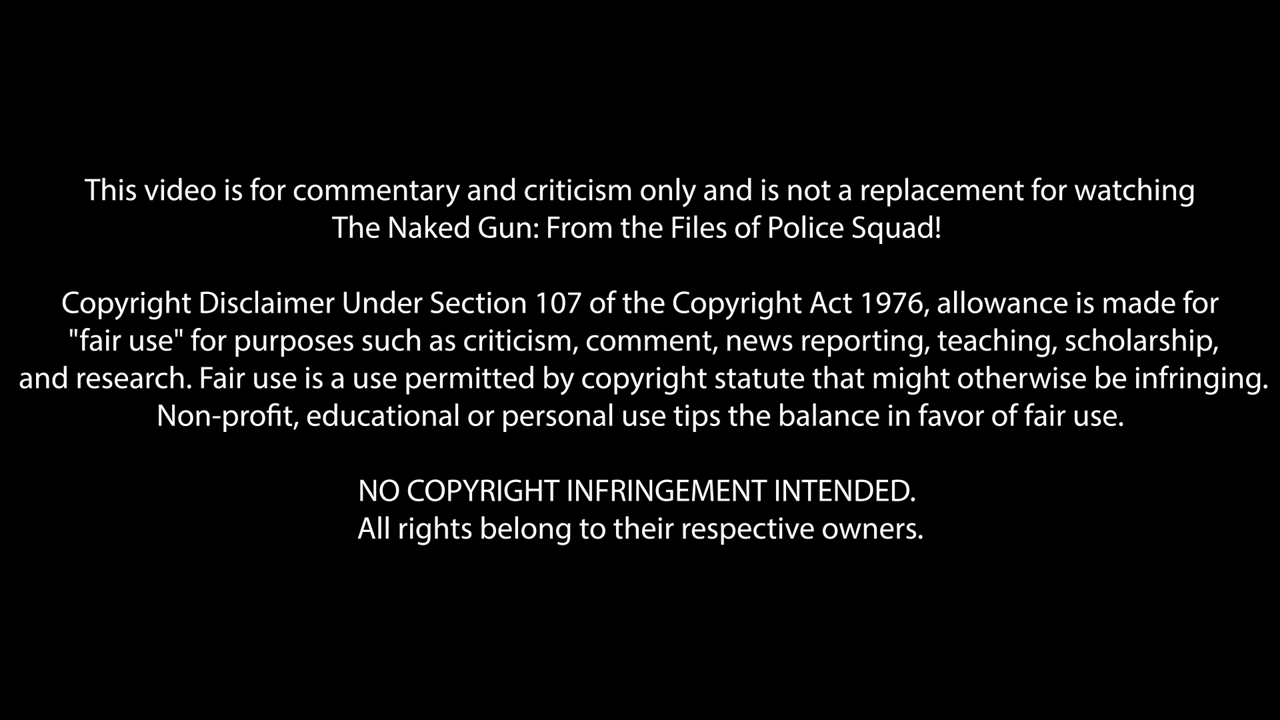 This video is for commentary and criticism only and is not a replacement for watching
The Naked Gun: From the Files of Police Squad!
Copyright Disclaimer Under Section 107 of the Copyright Act 1976, allowance is made for
"fair use" for purposes such as criticism, comment, news reporting, teaching, scholarship,
and research. Fair use is a use permitted by copyright statute that might otherwise be infringing.
Non-profit, educational or personal use tips the balance in favor of fair use.
NO COPYRIGHT INFRINGEMENT INTENDED.
All rights belong to their respective owners.